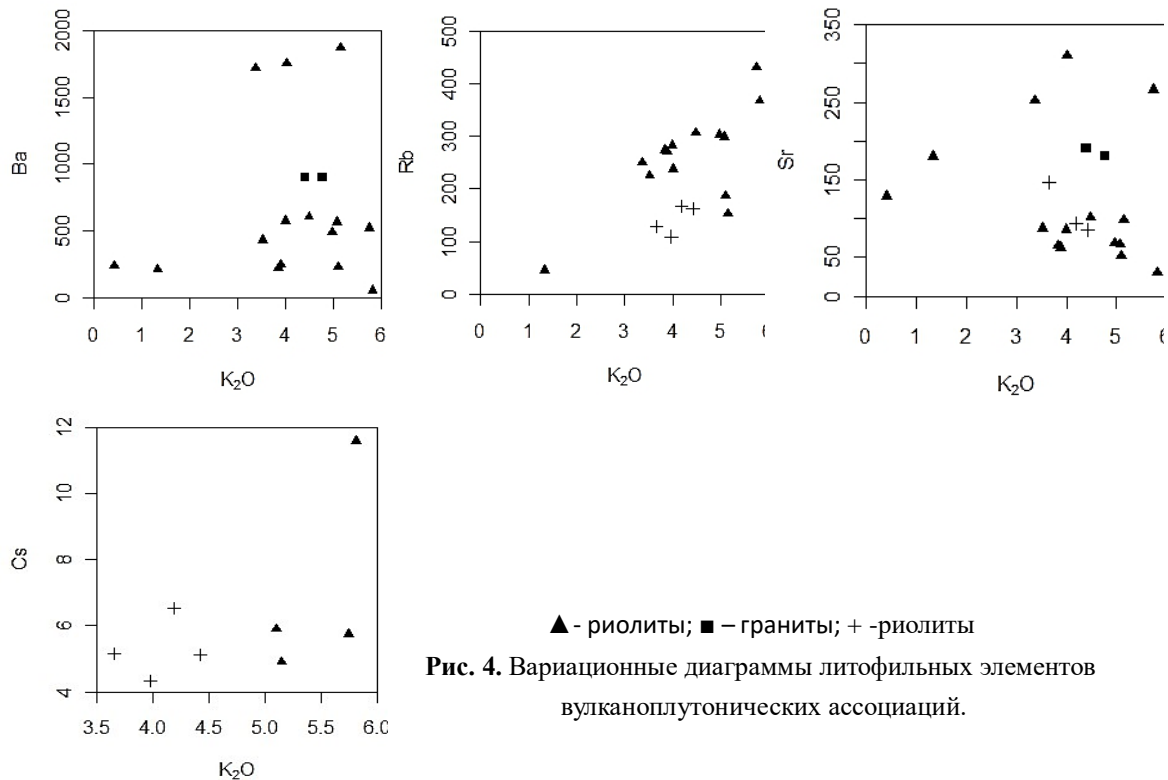 2000
1500
1000
500
0
Ba
0 1 2 3 4 5 6
K₂O
500
400
300
200
100
0
Rb
0 1 2 3 4 5 6
K₂O
350
250
150
50
0
Sr
0 1 2 3 4 5 6
K₂O
12
10
8
6
4
Cs
3.5 4.0 4.5 5.0 5.5 6.0
K₂O
▲ - риолиты; ■ – граниты; + -риолиты
Рис. 4. Вариационные диаграммы литофильных элементов
вулканоплутонических ассоциаций.